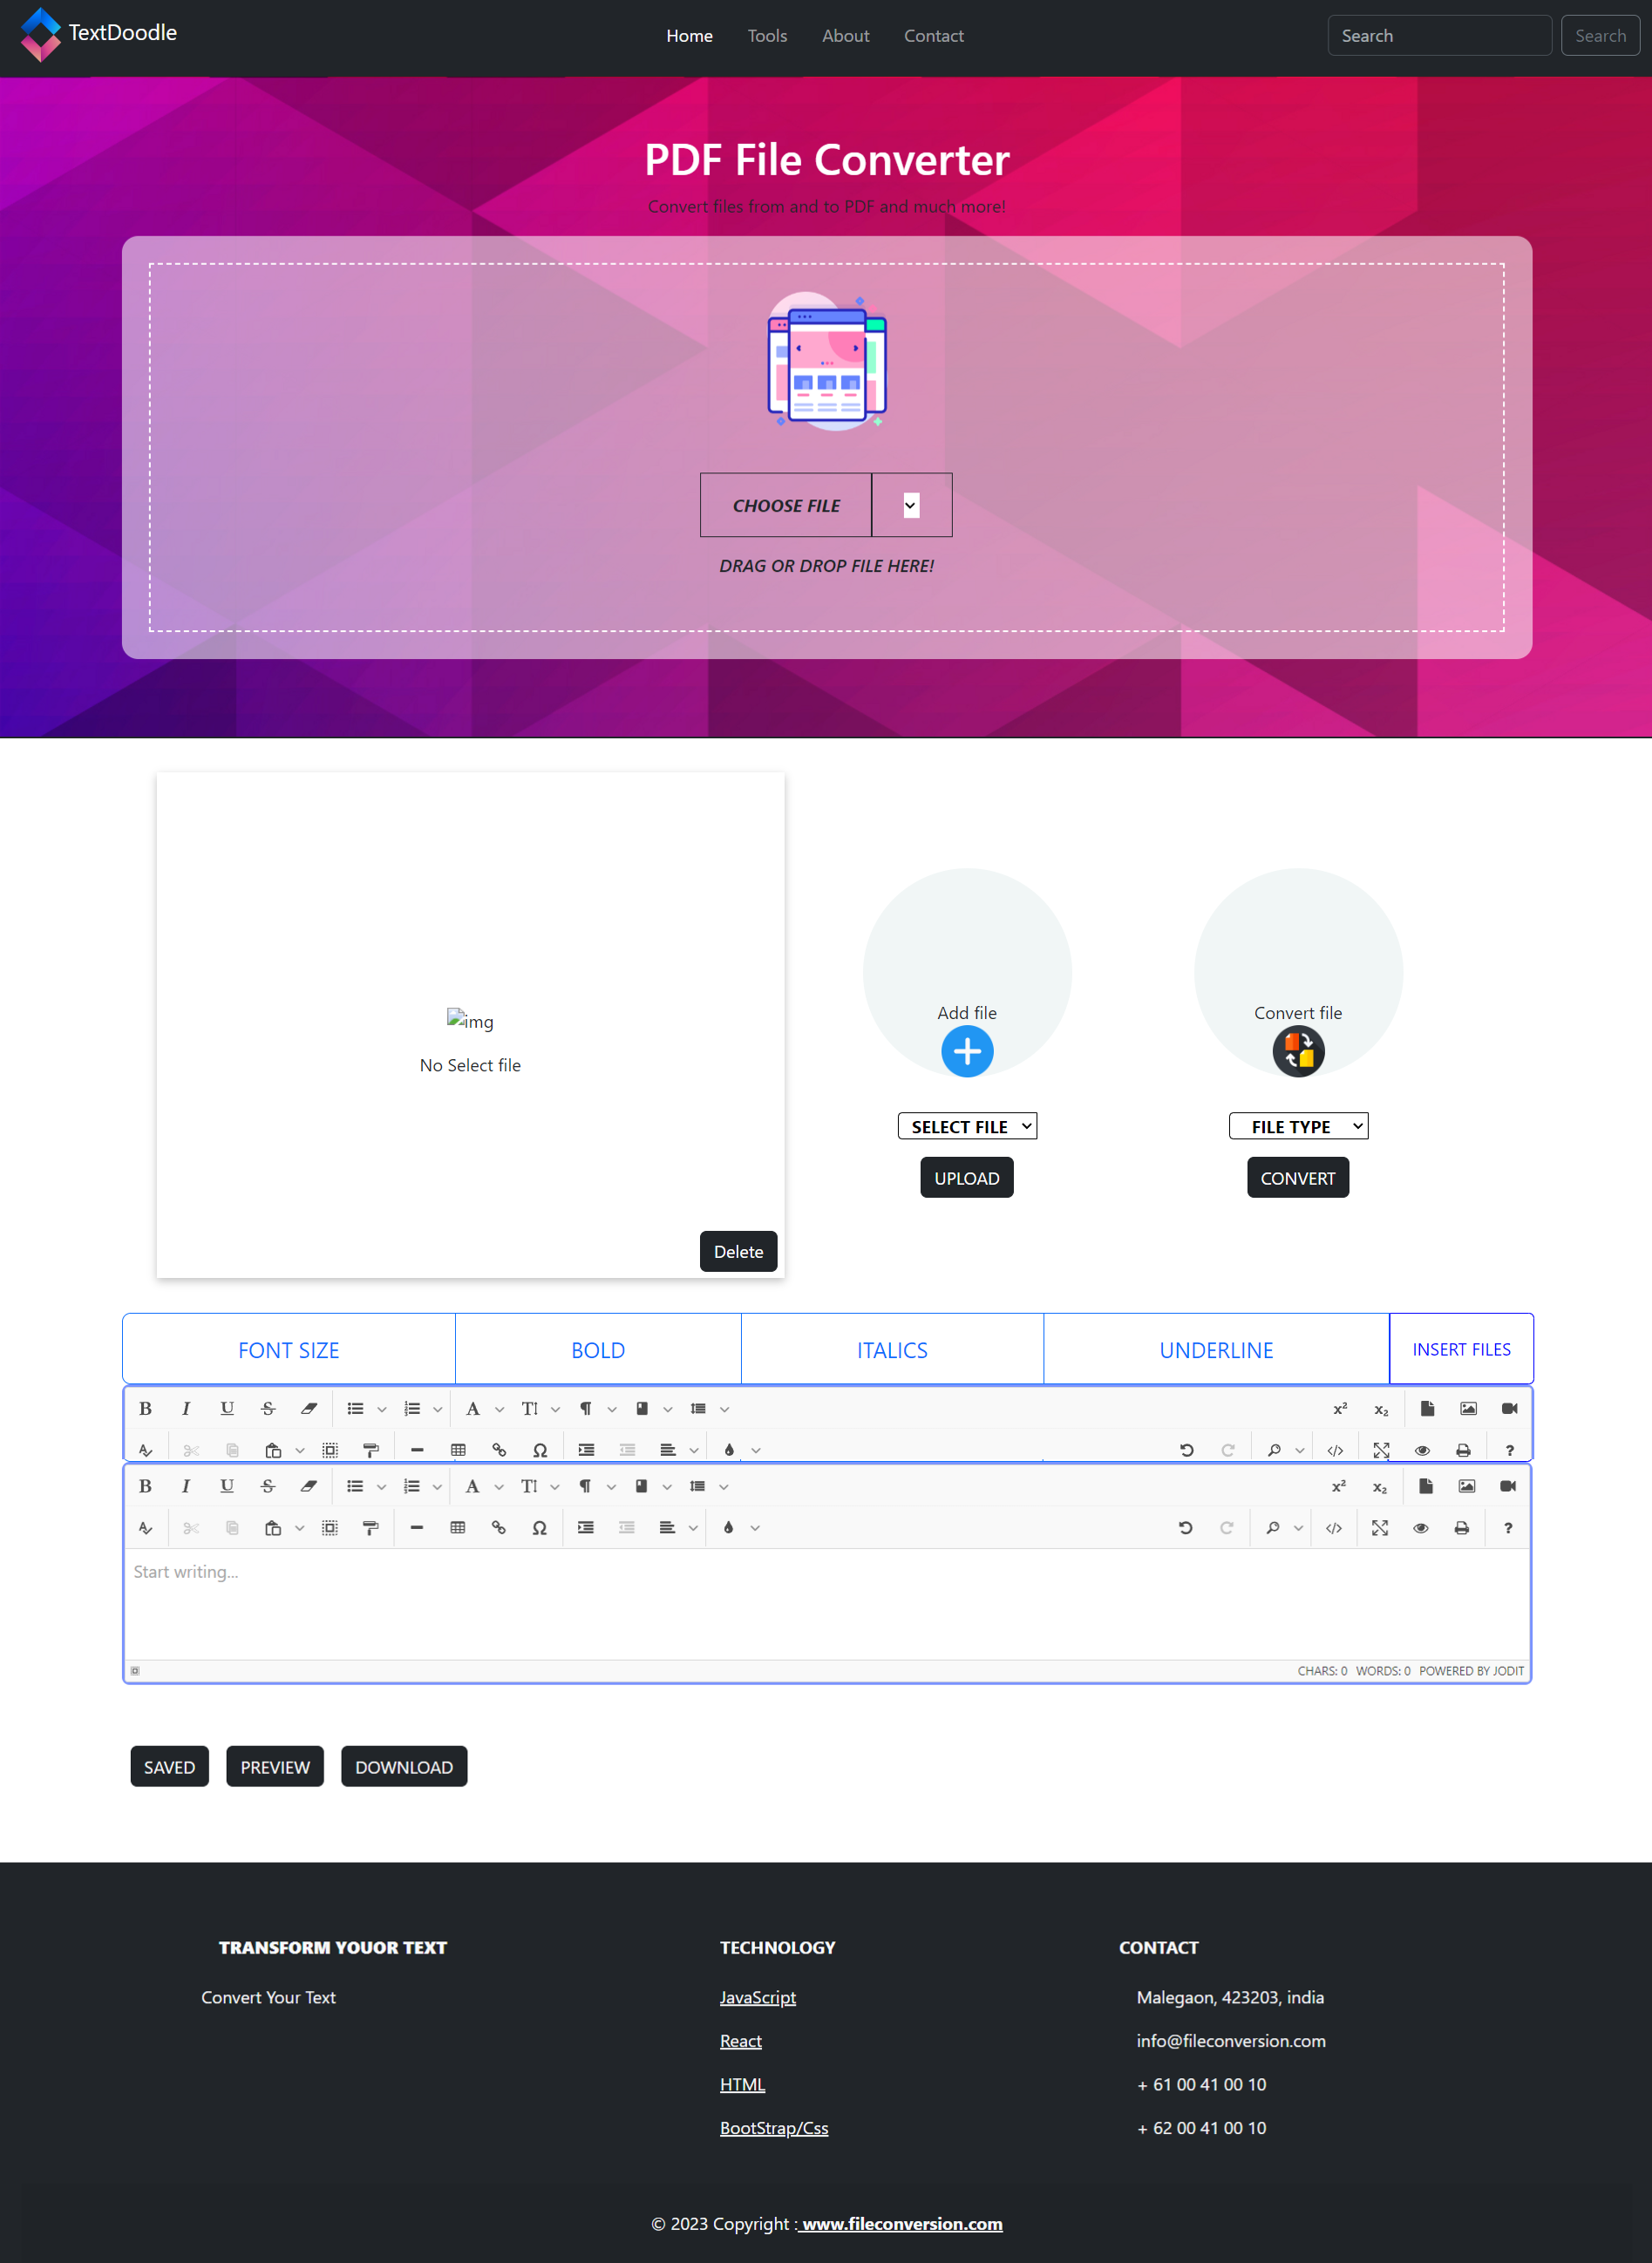 TextDoodle
Home Tools About Contact
Search Search
PDF File Converter
Convert files from and to PDF and much more!
CHOOSE FILE
DRAG OR DROP FILE HERE!
img
No Select file
Delete
Add file
SELECT FILE
UPLOAD
Convert file
FILE TYPE
CONVERT
FONT SIZE BOLD ITALICS UNDERLINE INSERT FILES
Start writing...
CHARS: 0 WORDS: 0 POWERED BY JODIT
SAVED PREVIEW DOWNLOAD
TRANSFORM YOUOR TEXT
Convert Your Text
TECHNOLOGY
JavaScript
React
HTML
BootStrap/Css
CONTACT
Malegaon, 423203, india
info@fileconversion.com
+ 61 00 41 00 10
+ 62 00 41 00 10
© 2023 Copyright : www.fileconversion.com